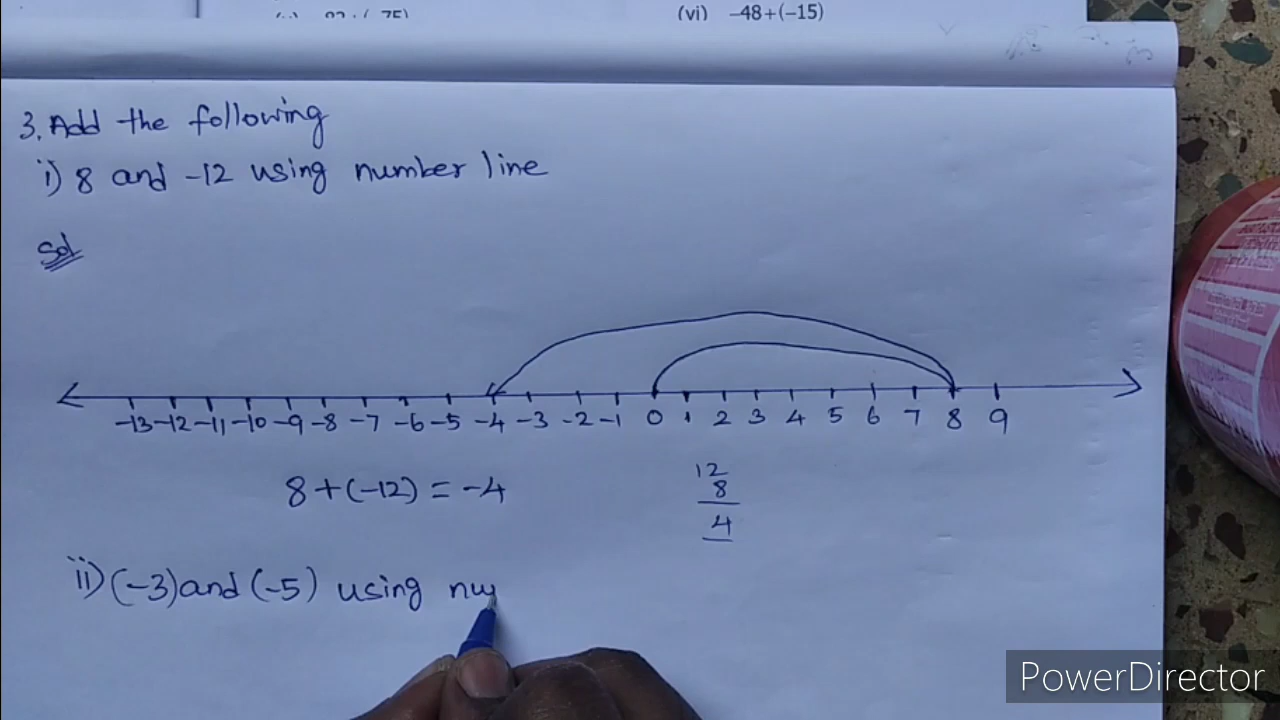 (vi) -48+(-15)
3. Add the following
i) 8 and -12 using number line
Sol
-13 -12 -11 -10 -9 -8 -7 -6 -5 -4 -3 -2 -1 0 1 2 3 4 5 6 7 8 9
8+(-12) = -4
12
8
4
ii) (-3) and (-5) using nu
PowerDirector